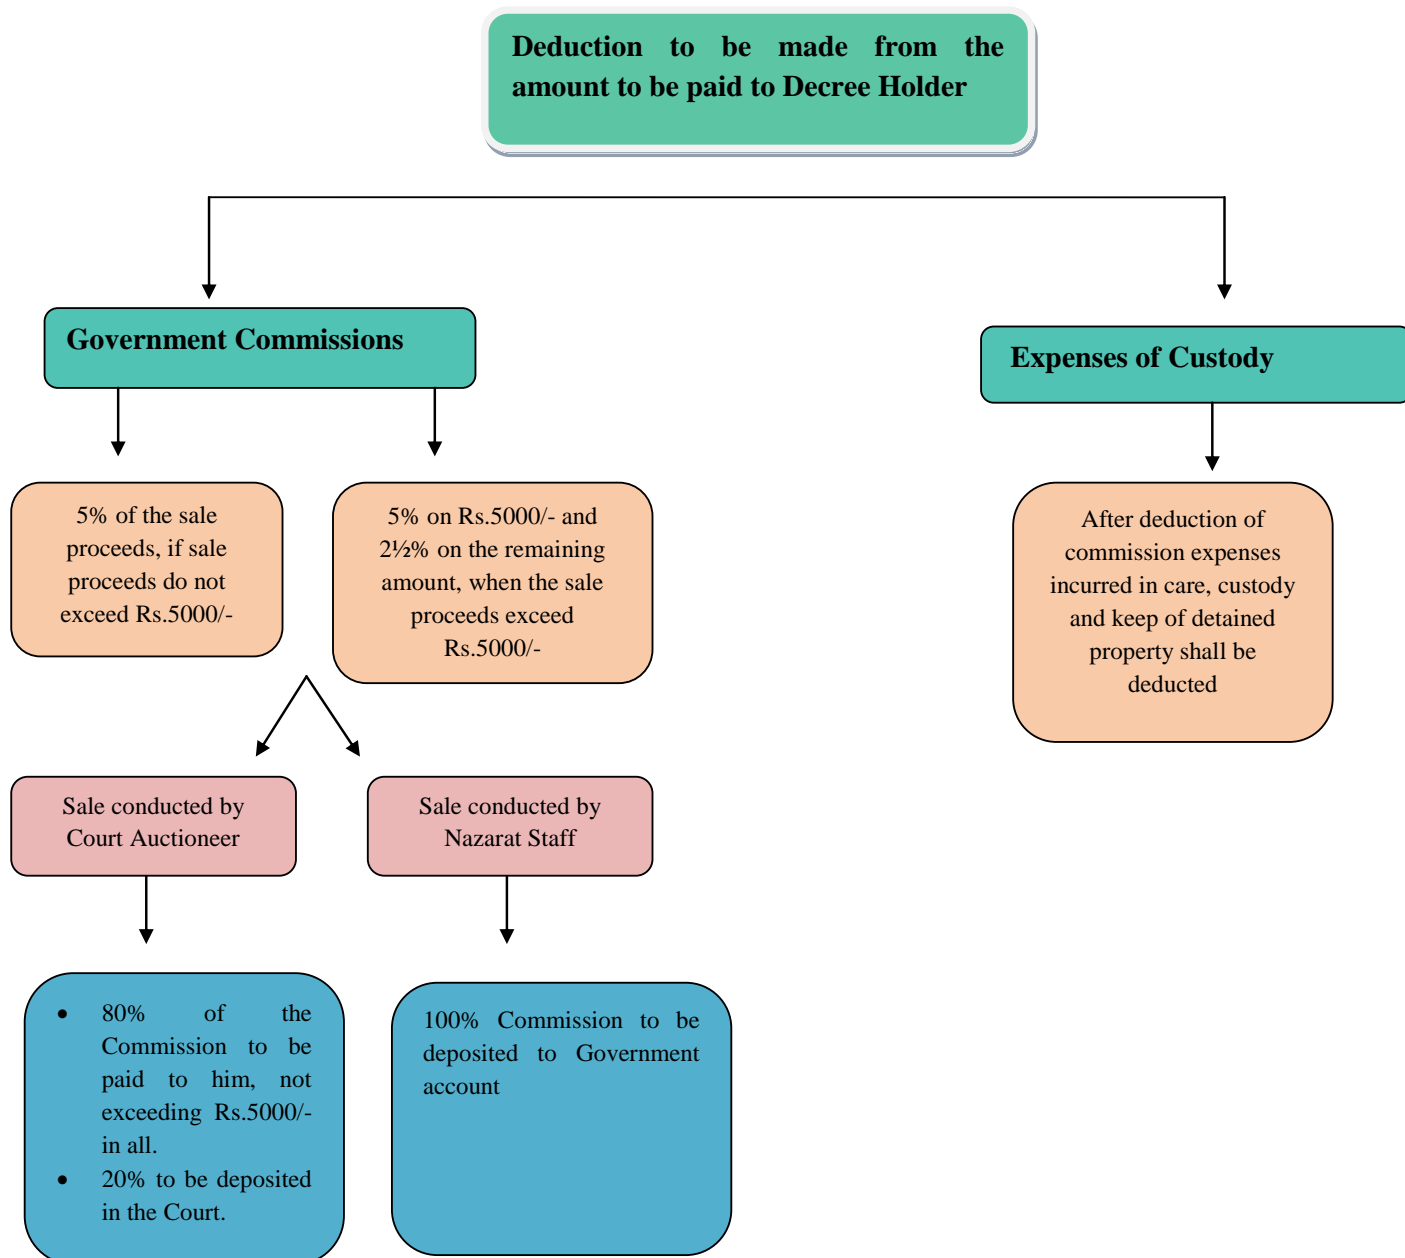 Deduction to be made from the
amount to be paid to Decree Holder
Government Commissions
Expenses of Custody
5% of the sale
proceeds, if sale
proceeds do not
exceed Rs.5000/-
5% on Rs.5000/- and
2½% on the remaining
amount, when the sale
proceeds exceed
Rs.5000/-
After deduction of
commission expenses
incurred in care, custody
and keep of detained
property shall be
deducted
Sale conducted by
Court Auctioneer
Sale conducted by
Nazarat Staff
• 80% of the
Commission to be
paid to him, not
exceeding Rs.5000/-
in all.
• 20% to be deposited
in the Court.
100% Commission to be
deposited to Government
account